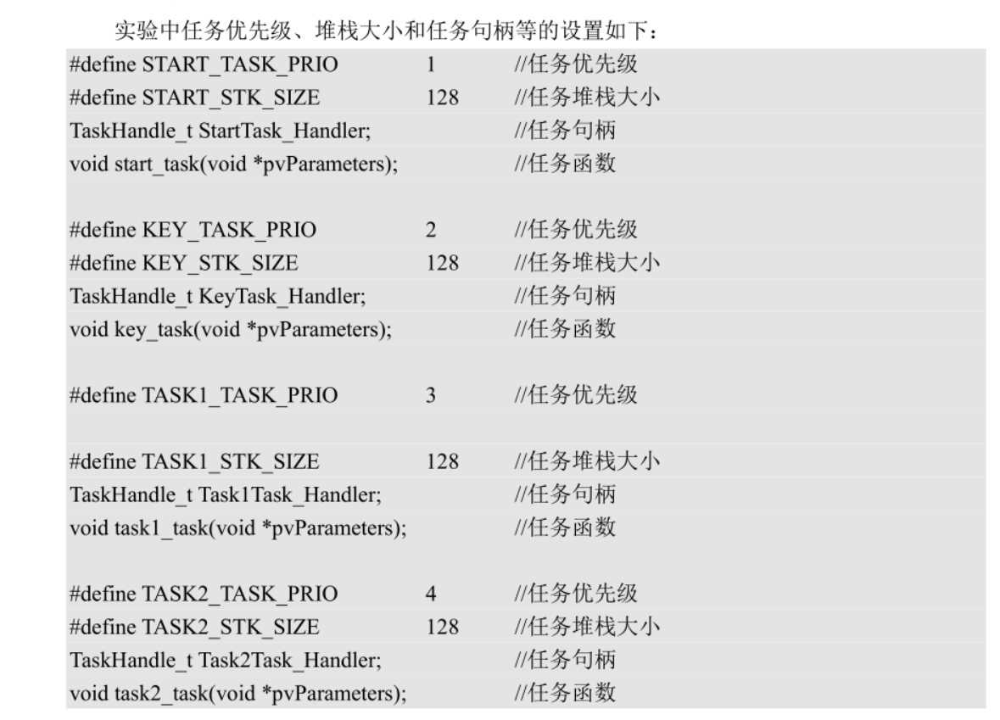 实验中任务优先级、堆栈大小和任务句柄等的设置如下：
#define START_TASK_PRIO 1 //任务优先级
#define START_STK_SIZE 128 //任务堆栈大小
TaskHandle_t StartTask_Handler; //任务句柄
void start_task(void *pvParameters); //任务函数
#define KEY_TASK_PRIO 2 //任务优先级
#define KEY_STK_SIZE 128 //任务堆栈大小
TaskHandle_t KeyTask_Handler; //任务句柄
void key_task(void *pvParameters); //任务函数
#define TASK1_TASK_PRIO 3 //任务优先级
#define TASK1_STK_SIZE 128 //任务堆栈大小
TaskHandle_t Task1Task_Handler; //任务句柄
void task1_task(void *pvParameters); //任务函数
#define TASK2_TASK_PRIO 4 //任务优先级
#define TASK2_STK_SIZE 128 //任务堆栈大小
TaskHandle_t Task2Task_Handler; //任务句柄
void task2_task(void *pvParameters); //任务函数